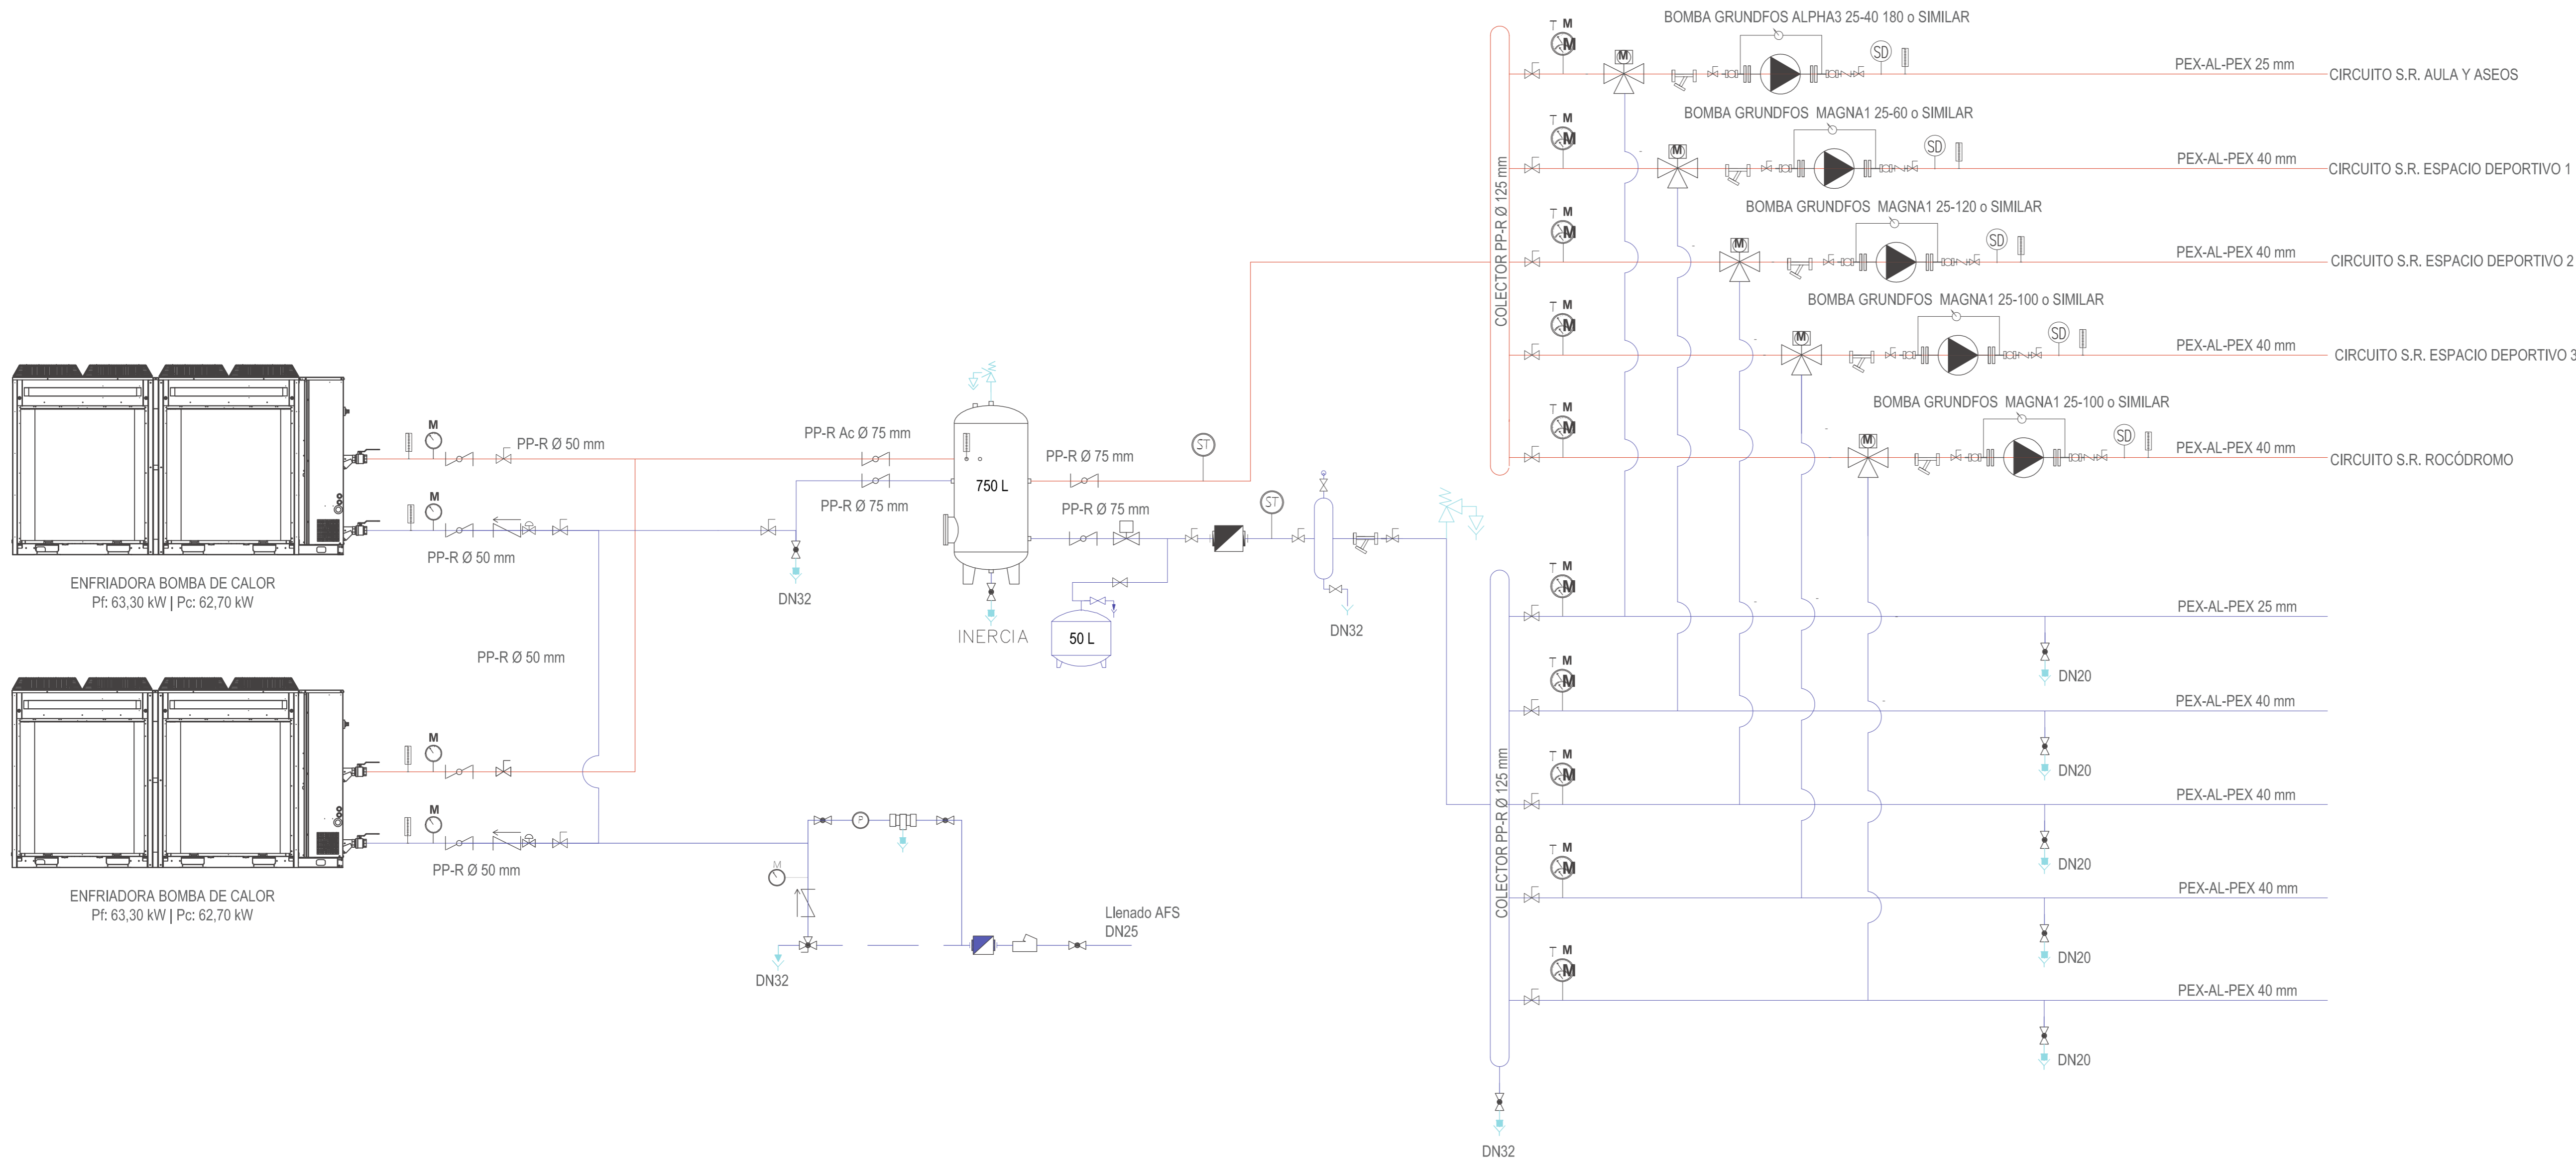 BOMBA GRUNDFOS ALPHA3 25-40 180 o SIMILAR
T M
M
M
SD
PEX-AL-PEX 25 mm
CIRCUITO S.R. AULA Y ASEOS
BOMBA GRUNDFOS MAGNA1 25-60 o SIMILAR
T M
M
M
SD
PEX-AL-PEX 40 mm
CIRCUITO S.R. ESPACIO DEPORTIVO 1
BOMBA GRUNDFOS MAGNA1 25-120 o SIMILAR
T M
M
M
SD
PEX-AL-PEX 40 mm
CIRCUITO S.R. ESPACIO DEPORTIVO 2
BOMBA GRUNDFOS MAGNA1 25-100 o SIMILAR
T M
M
M
SD
PEX-AL-PEX 40 mm
CIRCUITO S.R. ESPACIO DEPORTIVO 3
BOMBA GRUNDFOS MAGNA1 25-100 o SIMILAR
T M
M
M
SD
PEX-AL-PEX 40 mm
CIRCUITO S.R. ROCÓDROMO
COLECTOR PP-R Ø 125 mm
M
PP-R Ø 50 mm
PP-R Ac Ø 75 mm
PP-R Ø 75 mm
ST
750 L
PP-R Ø 75 mm
M
PP-R Ø 50 mm
PP-R Ø 75 mm
ST
DN32
INERCIA
50 L
DN32
ENFRIADORA BOMBA DE CALOR
Pf: 63,30 kW | Pc: 62,70 kW
PP-R Ø 50 mm
M
M
PP-R Ø 50 mm
ENFRIADORA BOMBA DE CALOR
Pf: 63,30 kW | Pc: 62,70 kW
P
M
Llenado AFS
DN25
DN32
COLECTOR PP-R Ø 125 mm
T M
M
PEX-AL-PEX 25 mm
DN20
T M
M
PEX-AL-PEX 40 mm
DN20
T M
M
PEX-AL-PEX 40 mm
DN20
T M
M
PEX-AL-PEX 40 mm
DN20
T M
M
PEX-AL-PEX 40 mm
DN20
DN32